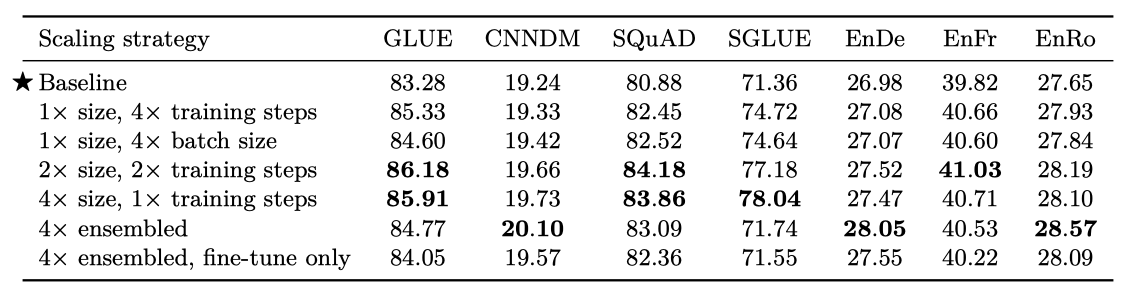 Scaling strategy GLUE CNNDM SQuAD SGLUE EnDe EnFr EnRo
★ Baseline 83.28 19.24 80.88 71.36 26.98 39.82 27.65
1× size, 4× training steps 85.33 19.33 82.45 74.72 27.08 40.66 27.93
1× size, 4× batch size 84.60 19.42 82.52 74.64 27.07 40.60 27.84
2× size, 2× training steps 86.18 19.66 84.18 77.18 27.52 41.03 28.19
4× size, 1× training steps 85.91 19.73 83.86 78.04 27.47 40.71 28.10
4× ensembled 84.77 20.10 83.09 71.74 28.05 40.53 28.57
4× ensembled, fine-tune only 84.05 19.57 82.36 71.55 27.55 40.22 28.09